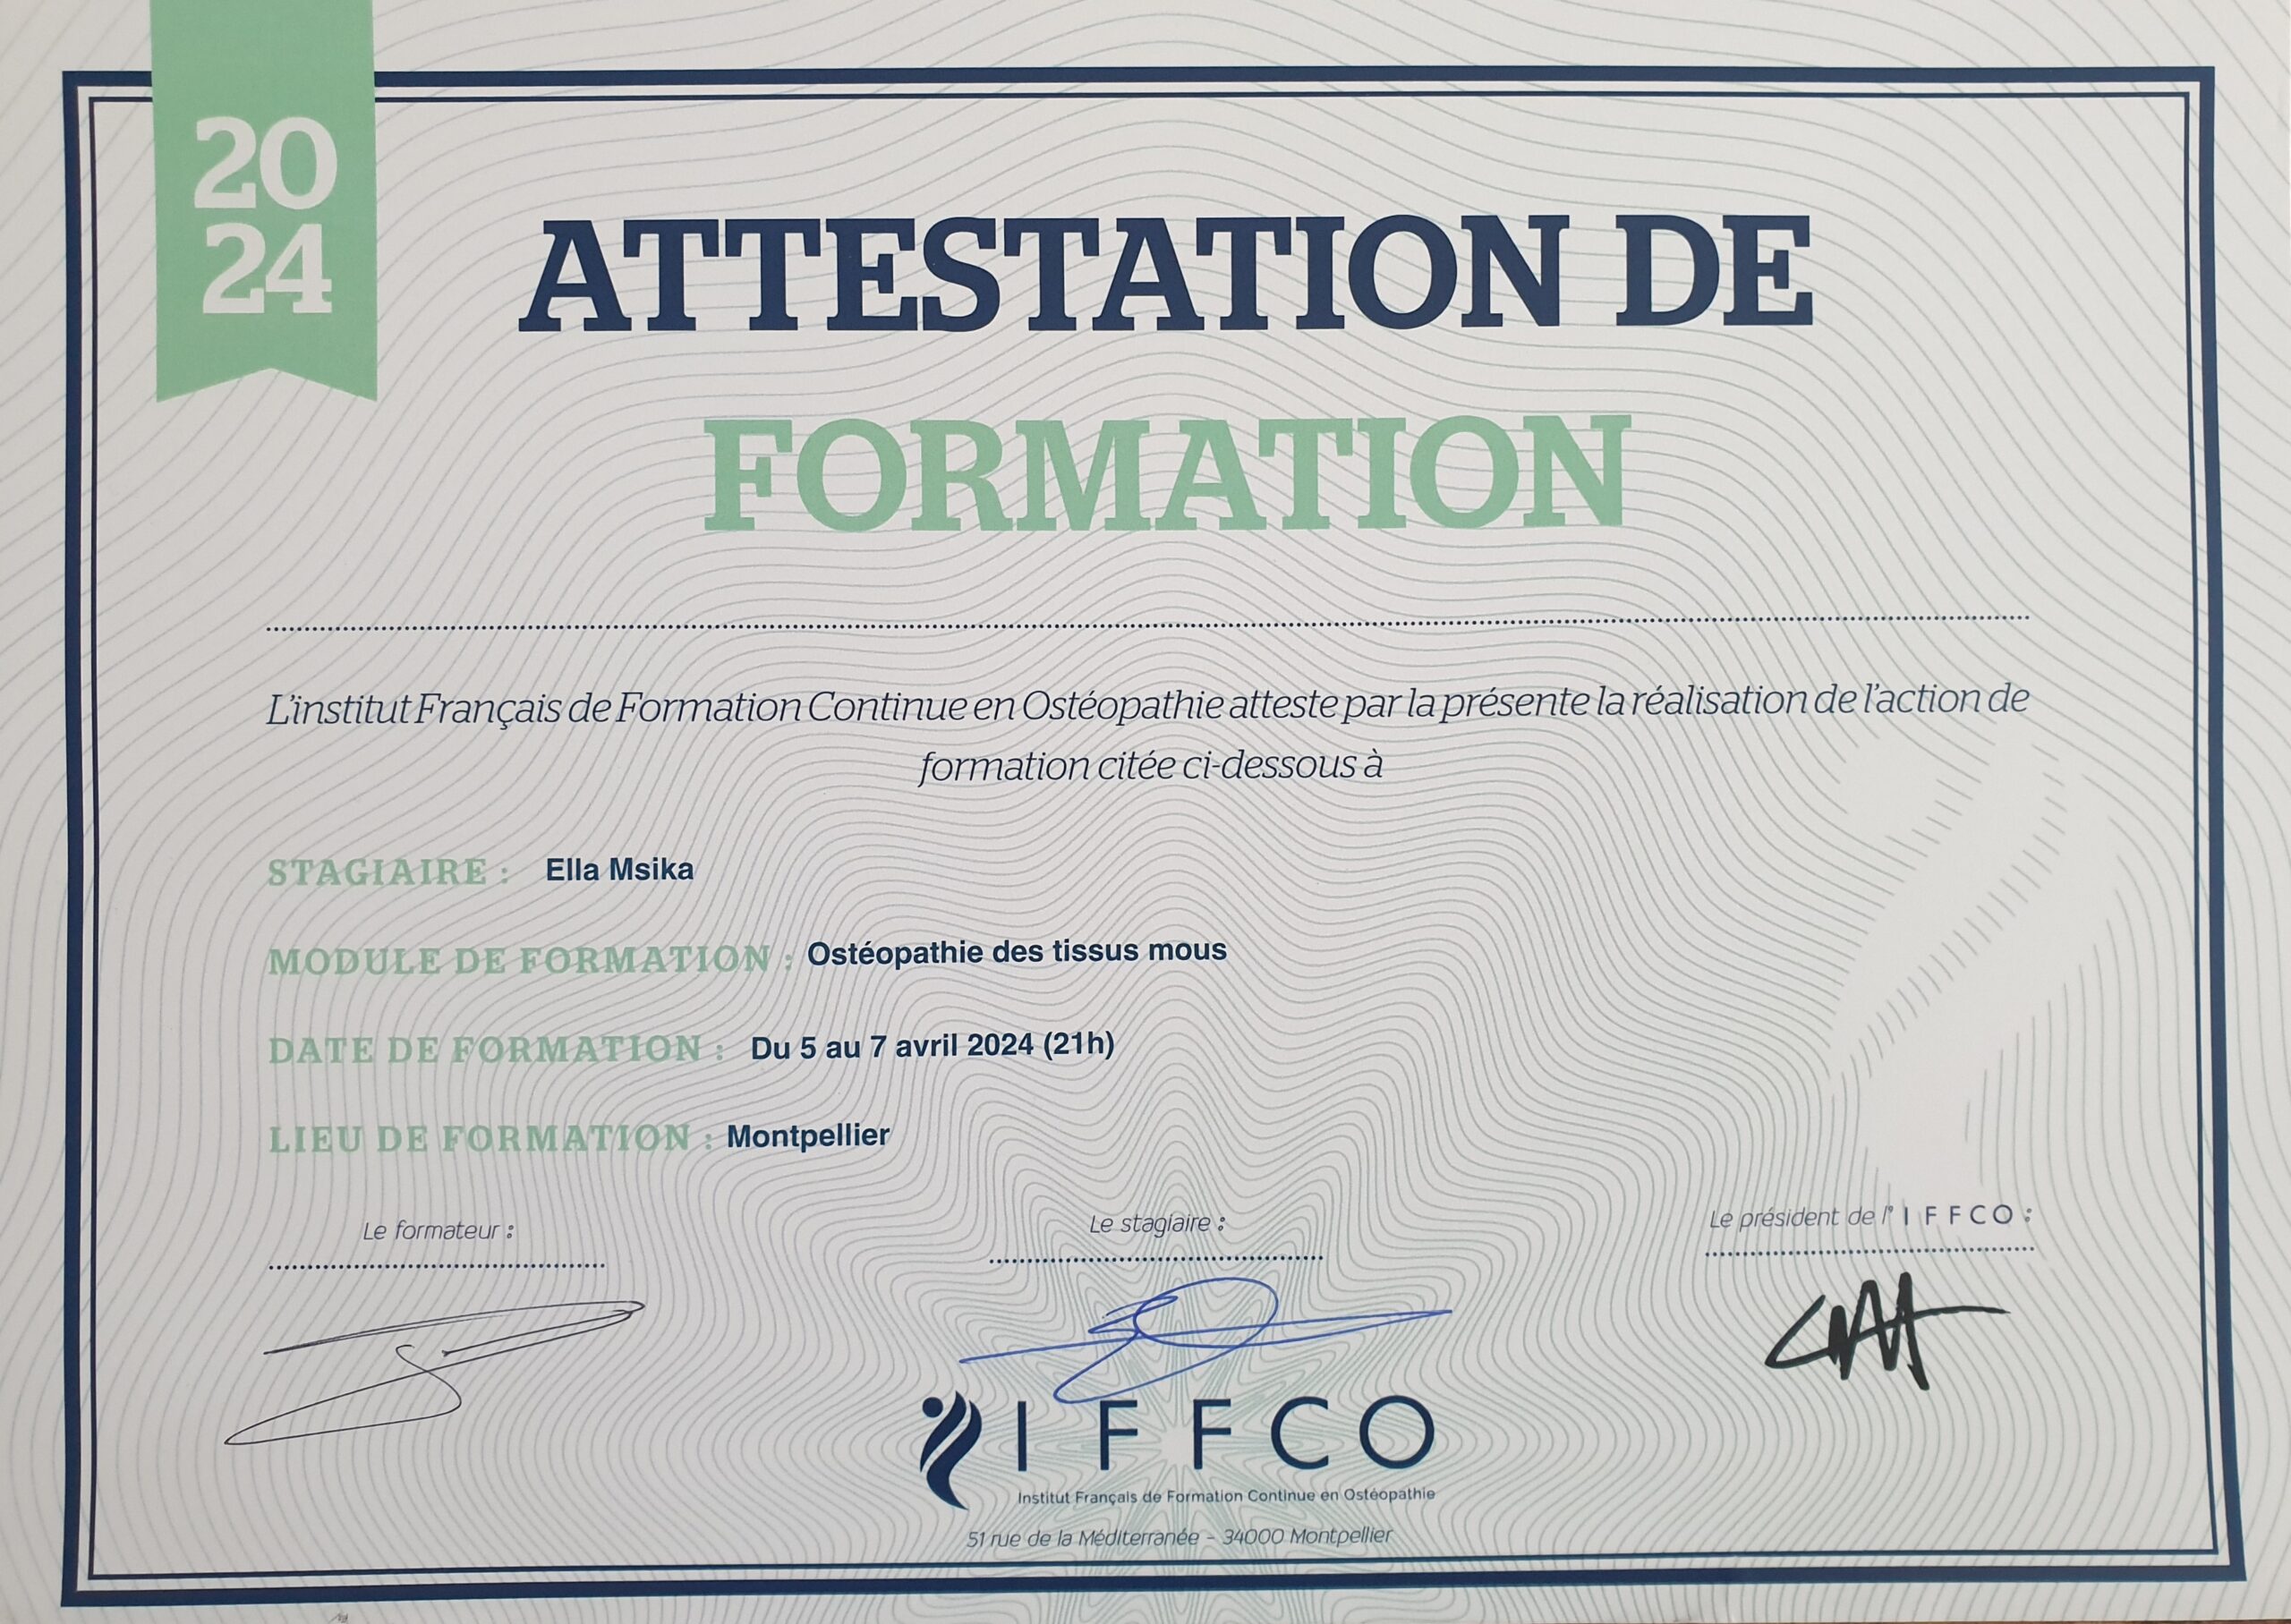 20
24
ATTESTATION DE
FORMATION
L'institut Français de Formation Continue en Ostéopathie atteste par la présente la réalisation de l'action de
formation citée ci-dessous à
STAGIAIRE : Ella Msika
MODULE DE FORMATION : Ostéopathie des tissus mous
DATE DE FORMATION : Du 5 au 7 avril 2024 (21h)
LIEU DE FORMATION : Montpellier
Le formateur :
Le stagiaire :
Le président de l'IFFCO :
IFFCO
Institut Français de Formation Continue en Ostéopathie
51 rue de la Méditerranée - 34000 Montpellier